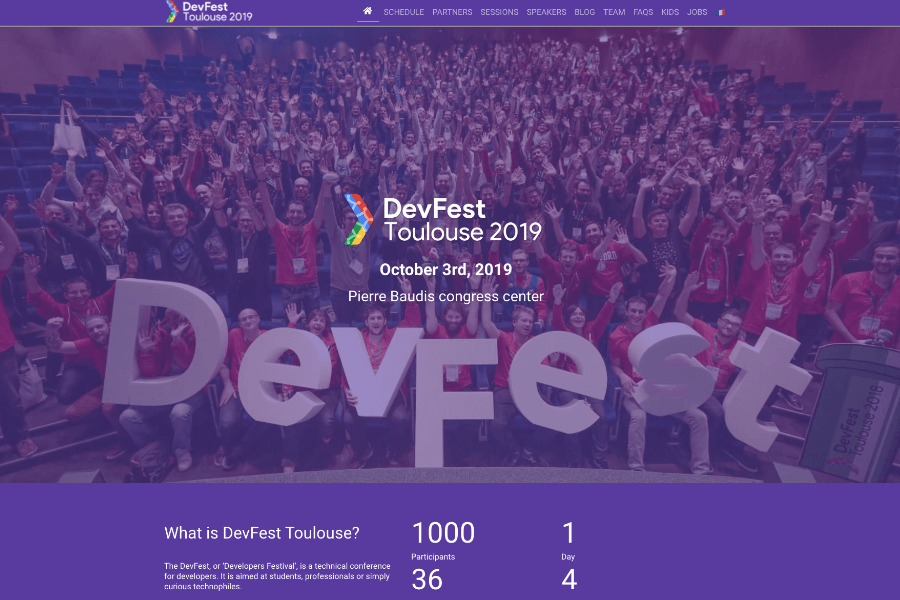 DevFest
Toulouse 2019
SCHEDULE PARTNERS SESSIONS SPEAKERS BLOG TEAM FAQS KIDS JOBS
DevFest
Toulouse 2019
October 3rd, 2019
Pierre Baudis congress center
DevFest
DevFest
Toulouse 2018
What is DevFest Toulouse?
The DevFest, or 'Developers Festival', is a technical conference
for developers. It is aimed at students, professionals or simply
curious technophiles.
1000
Participants
36
1
Day
4